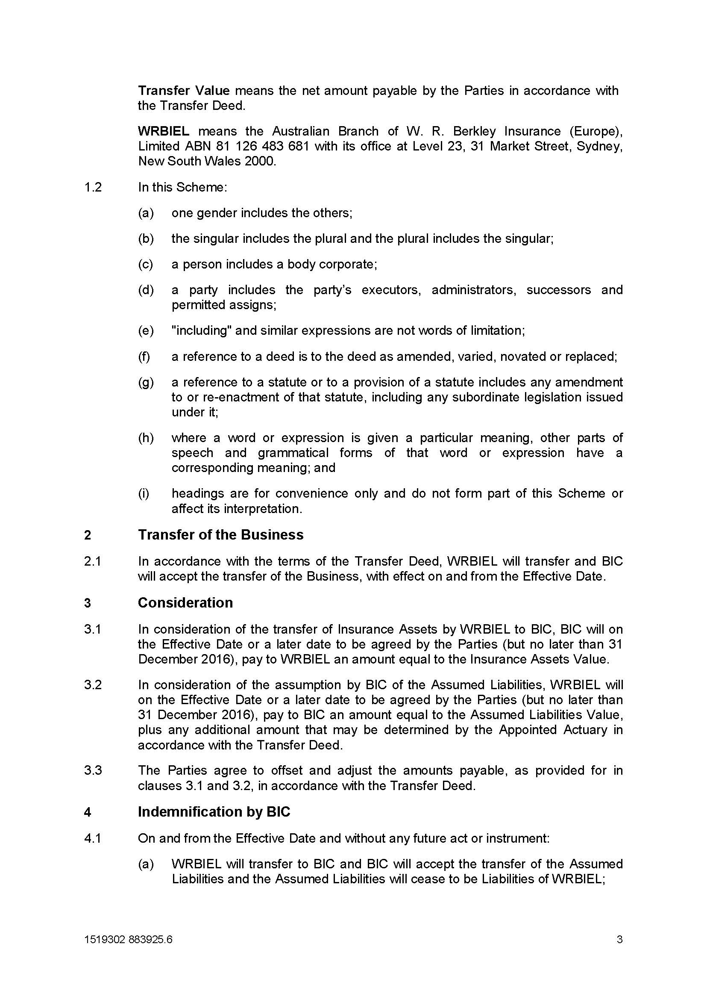 Transfer Value means the net amount payable by the Parties in accordance with
the Transfer Deed.
WRBIEL means the Australian Branch of W. R. Berkley Insurance (Europe),
Limited ABN 81 126 483 681 with its office at Level 23, 31 Market Street, Sydney,
New South Wales 2000.
1.2 In this Scheme:
(a) one gender includes the others;
(b) the singular includes the plural and the plural includes the singular;
(c) a person includes a body corporate;
(d) a party includes the party's executors, administrators, successors and
permitted assigns;
(e) "including" and similar expressions are not words of limitation;
(f) a reference to a deed is to the deed as amended, varied, novated or replaced;
(g) a reference to a statute or to a provision of a statute includes any amendment
to or re-enactment of that statute, including any subordinate legislation issued
under it;
(h) where a word or expression is given a particular meaning, other parts of
speech and grammatical forms of that word or expression have a
corresponding meaning; and
(i) headings are for convenience only and do not form part of this Scheme or
affect its interpretation.
2 Transfer of the Business
2.1 In accordance with the terms of the Transfer Deed, WRBIEL will transfer and BIC
will accept the transfer of the Business, with effect on and from the Effective Date.
3 Consideration
3.1 In consideration of the transfer of Insurance Assets by WRBIEL to BIC, BIC will on
the Effective Date or a later date to be agreed by the Parties (but no later than 31
December 2016), pay to WRBIEL an amount equal to the Insurance Assets Value.
3.2 In consideration of the assumption by BIC of the Assumed Liabilities, WRBIEL will
on the Effective Date or a later date to be agreed by the Parties (but no later than
31 December 2016), pay to BIC an amount equal to the Assumed Liabilities Value,
plus any additional amount that may be determined by the Appointed Actuary in
accordance with the Transfer Deed.
3.3 The Parties agree to offset and adjust the amounts payable, as provided for in
clauses 3.1 and 3.2, in accordance with the Transfer Deed.
4 Indemnification by BIC
4.1 On and from the Effective Date and without any future act or instrument:
(a) WRBIEL will transfer to BIC and BIC will accept the transfer of the Assumed
Liabilities and the Assumed Liabilities will cease to be Liabilities of WRBIEL;
1519302 883925.6 3